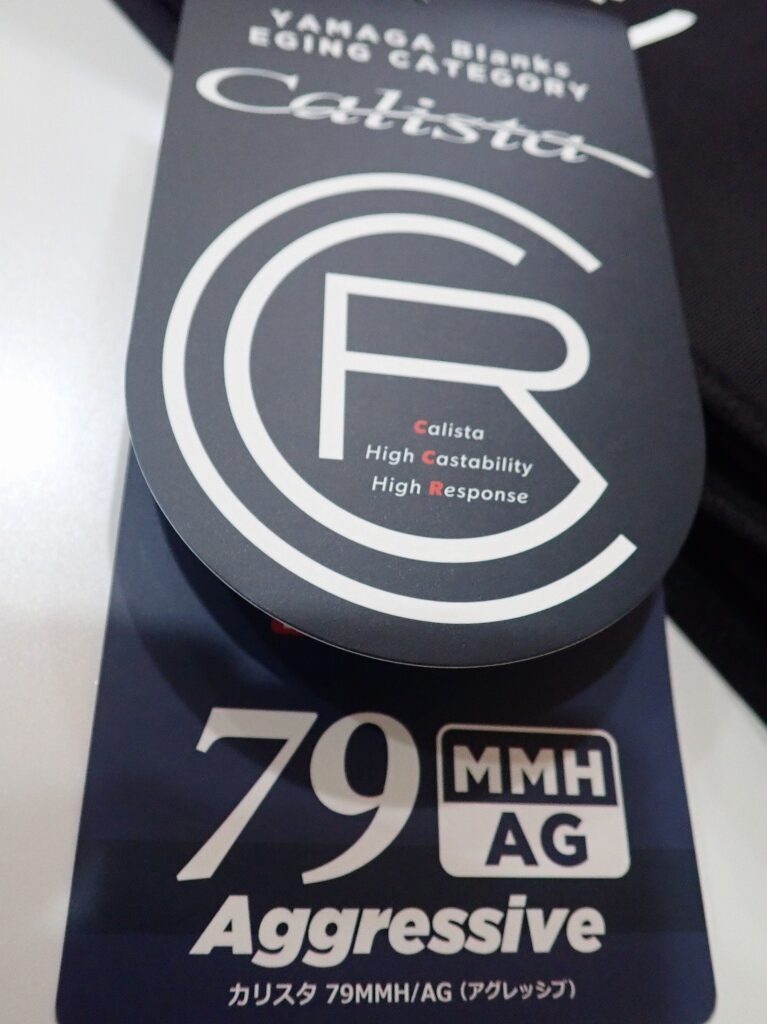 YAMAGA Blanks
EGING CATEGORY
Calista
CCR
Calista
High Castability
High Response
79
MMH
AG
Aggressive
カリスタ 79MMH/AG (アグレッシブ)